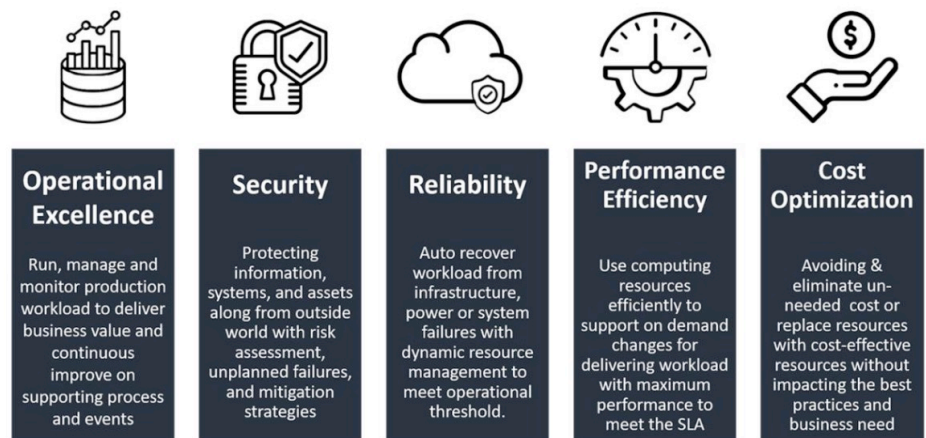 Operational
Excellence
Run, manage and
monitor production
workload to deliver
business value and
continuous
improve on
supporting process
and events
Security
Protecting
information,
systems, and assets
along from outside
world with risk
assessment,
unplanned failures,
and mitigation
strategies
Reliability
Auto recover
workload from
infrastructure,
power or system
failures with
dynamic resource
management to
meet operational
threshold.
Performance
Efficiency
Use computing
resources
efficiently to
support on demand
changes for
delivering workload
with maximum
performance to
meet the SLA
$
Cost
Optimization
Avoiding &
eliminate un-
needed cost or
replace resources
with cost-effective
resources without
impacting the best
practices and
business need